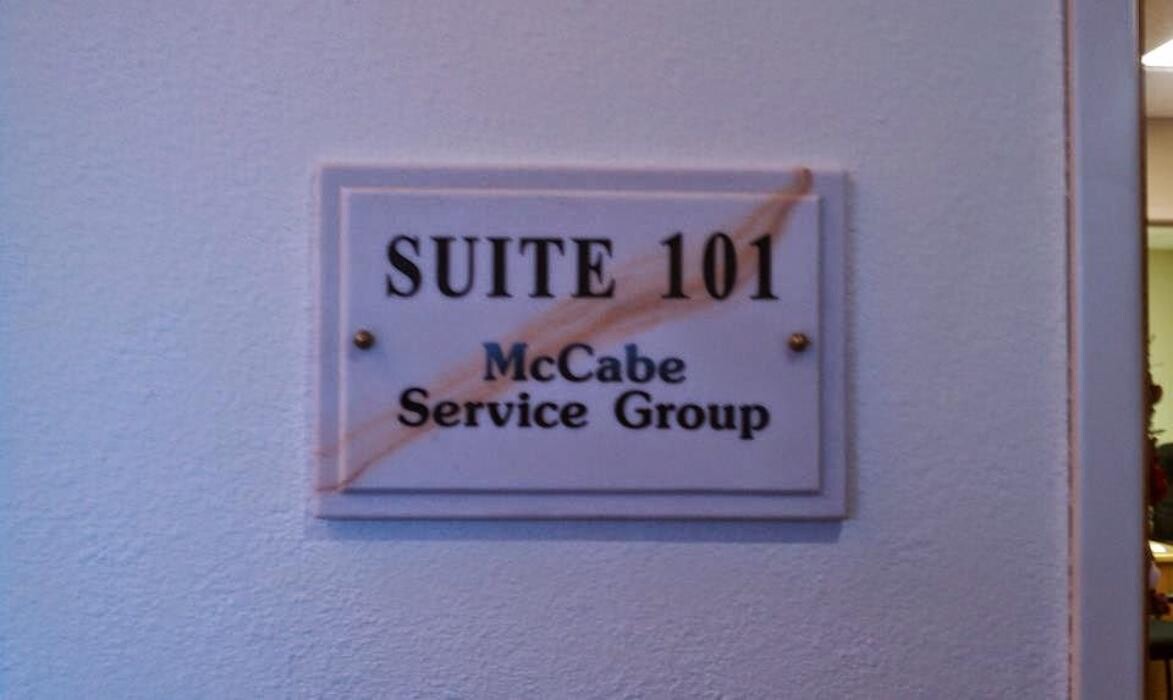 SUITE 101
McCabe
Service Group